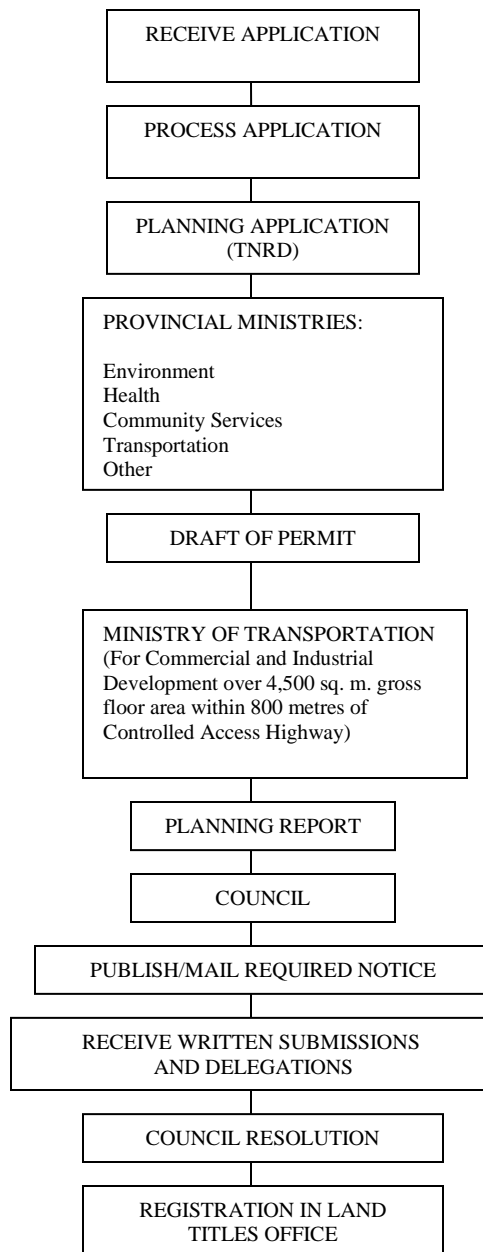 RECEIVE APPLICATION
PROCESS APPLICATION
PLANNING APPLICATION
(TNRD)
PROVINCIAL MINISTRIES:
Environment
Health
Community Services
Transportation
Other
DRAFT OF PERMIT
MINISTRY OF TRANSPORTATION
(For Commercial and Industrial
Development over 4,500 sq. m. gross
floor area within 800 metres of
Controlled Access Highway)
PLANNING REPORT
COUNCIL
PUBLISH/MAIL REQUIRED NOTICE
RECEIVE WRITTEN SUBMISSIONS
AND DELEGATIONS
COUNCIL RESOLUTION
REGISTRATION IN LAND
TITLES OFFICE